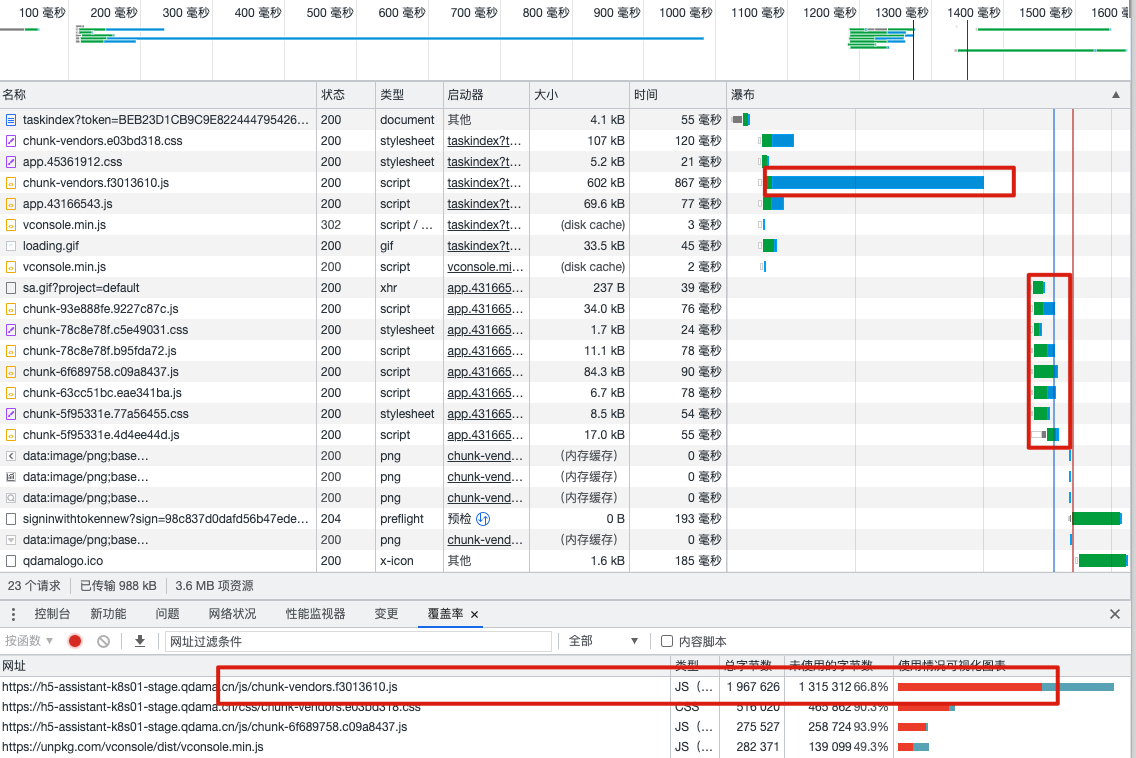 100 毫秒 200 毫秒 300 毫秒 400 毫秒 500 毫秒 600 毫秒 700 毫秒 800 毫秒 900 毫秒 1000 毫秒 1100 毫秒 1200 毫秒 1300 毫秒 1400 毫秒 1500 毫秒 1600
名称 状态 类型 启动器 大小 时间 瀑布 ▲
taskindex?token=BEB23D1CB9C9E822444795426... 200 document 其他 4.1 kB 55 毫秒
chunk-vendors.e03bd318.css 200 stylesheet taskindex?t... 107 kB 120 毫秒
app.45361912.css 200 stylesheet taskindex?t... 5.2 kB 21 毫秒
chunk-vendors.f3013610.js 200 script taskindex?t... 602 kB 867 毫秒
app.43166543.js 200 script taskindex?t... 69.6 kB 77 毫秒
vconsole.min.js 302 script / ... taskindex?t... (disk cache) 3 毫秒
loading.gif 200 gif taskindex?t... 33.5 kB 45 毫秒
vconsole.min.js 200 script vconsole.mi... (disk cache) 2 毫秒
sa.gif?project=default 200 xhr app.431665... 237 B 39 毫秒
chunk-93e888fe.9227c87c.js 200 script app.431665... 34.0 kB 76 毫秒
chunk-78c8e78f.c5e49031.css 200 stylesheet app.431665... 1.7 kB 24 毫秒
chunk-78c8e78f.b95fda72.js 200 script app.431665... 11.1 kB 78 毫秒
chunk-6f689758.c09a8437.js 200 script app.431665... 84.3 kB 90 毫秒
chunk-63cc51bc.eae341ba.js 200 script app.431665... 6.7 kB 78 毫秒
chunk-5f95331e.77a56455.css 200 stylesheet app.431665... 8.5 kB 54 毫秒
chunk-5f95331e.4d4ee44d.js 200 script app.431665... 17.0 kB 55 毫秒
data:image/png;base... 200 png chunk-vend... (内存缓存) 0 毫秒
data:image/png;base... 200 png chunk-vend... (内存缓存) 0 毫秒
data:image/png;base... 200 png chunk-vend... (内存缓存) 0 毫秒
signinwithtokennew?sign=98c837d0dafd56b47ede... 204 preflight 预检 0 B 193 毫秒
data:image/png;base... 200 png chunk-vend... (内存缓存) 0 毫秒
qdamalogo.ico 200 x-icon 其他 1.6 kB 185 毫秒
23 个请求 已传输 988 kB 3.6 MB 项资源
控制台 新功能 问题 网络状况 性能监视器 变更 覆盖率 ×
按函数 ▼ 网址过滤条件 全部 ▼ 内容脚本
网址 类型 总字节数 未使用的字节数 使用情况可视化图表
https://h5-assistant-k8s01-stage.qdama.cn/js/chunk-vendors.f3013610.js JS（... 1 967 626 1 315 312 66.8%
https://h5-assistant-k8s01-stage.qdama.cn/css/chunk-vendors.e03bd318.css CSS 516 020 465 862 90.3%
https://h5-assistant-k8s01-stage.qdama.cn/js/chunk-6f689758.c09a8437.js JS（... 275 527 258 724 93.9%
https://unpkg.com/vconsole/dist/vconsole.min.js JS（... 282 371 139 099 49.3%